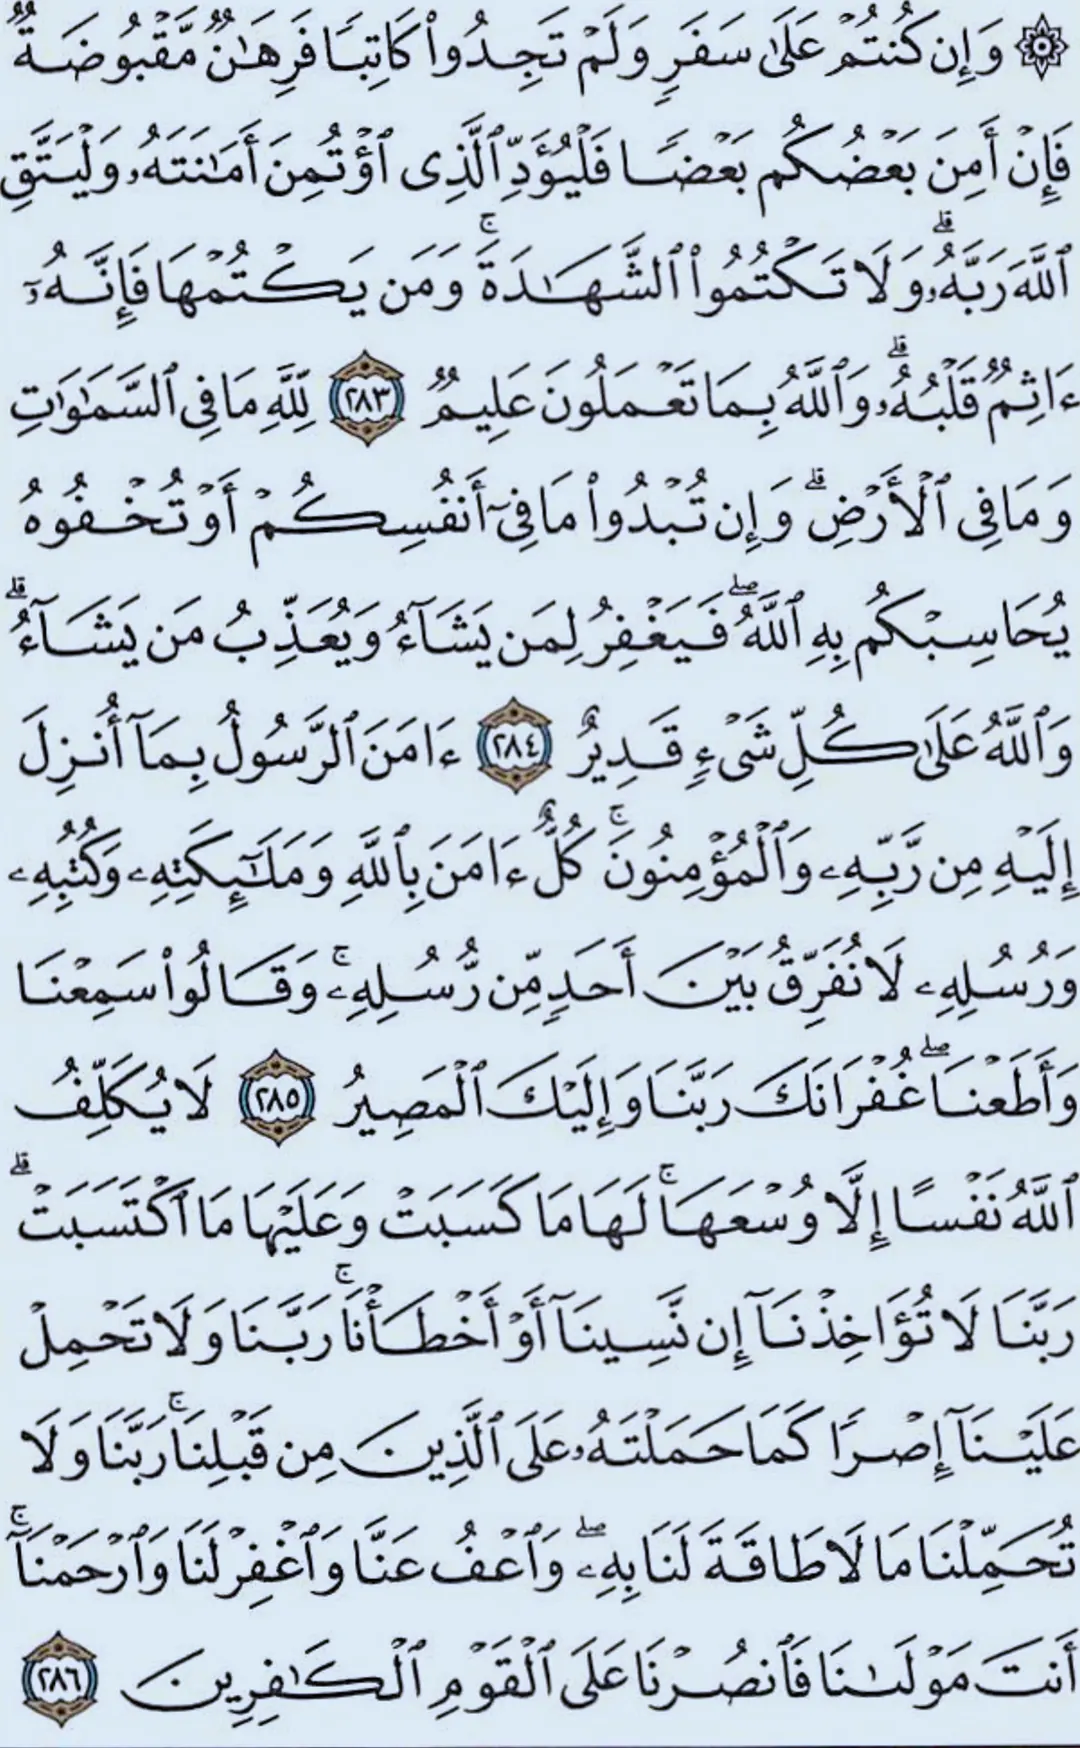 ۞ وَإِن كُنتُمْ عَلَىٰ سَفَرٍ وَلَمْ تَجِدُوا۟ كَاتِبًا فَرِهَـٰنٌ مَّقْبُوضَةٌ
فَإِنْ أَمِنَ بَعْضُكُم بَعْضًا فَلْيُؤَدِّ ٱلَّذِى ٱؤْتُمِنَ أَمَـٰنَتَهُۥ وَلْيَتَّقِ
ٱللَّهَ رَبَّهُۥ ۗ وَلَا تَكْتُمُوا۟ ٱلشَّهَـٰدَةَ ۚ وَمَن يَكْتُمْهَا فَإِنَّهُۥٓ
ءَاثِمٌ قَلْبُهُۥ ۗ وَٱللَّهُ بِمَا تَعْمَلُونَ عَلِيمٌ ٢٨٣ لِّلَّهِ مَا فِى ٱلسَّمَـٰوَٰتِ
وَمَا فِى ٱلْأَرْضِ ۗ وَإِن تُبْدُوا۟ مَا فِىٓ أَنفُسِكُمْ أَوْ تُخْفُوهُ
يُحَاسِبْكُم بِهِ ٱللَّهُ ۖ فَيَغْفِرُ لِمَن يَشَآءُ وَيُعَذِّبُ مَن يَشَآءُ ۗ
وَٱللَّهُ عَلَىٰ كُلِّ شَىْءٍ قَدِيرٌ ٢٨٤ ءَامَنَ ٱلرَّسُولُ بِمَآ أُنزِلَ
إِلَيْهِ مِن رَّبِّهِۦ وَٱلْمُؤْمِنُونَ ۚ كُلٌّ ءَامَنَ بِٱللَّهِ وَمَلَـٰٓئِكَتِهِۦ وَكُتُبِهِۦ
وَرُسُلِهِۦ لَا نُفَرِّقُ بَيْنَ أَحَدٍ مِّن رُّسُلِهِۦ ۚ وَقَالُوا۟ سَمِعْنَا
وَأَطَعْنَا ۖ غُفْرَانَكَ رَبَّنَا وَإِلَيْكَ ٱلْمَصِيرُ ٢٨٥ لَا يُكَلِّفُ
ٱللَّهُ نَفْسًا إِلَّا وُسْعَهَا ۚ لَهَا مَا كَسَبَتْ وَعَلَيْهَا مَا ٱكْتَسَبَتْ ۗ
رَبَّنَا لَا تُؤَاخِذْنَآ إِن نَّسِينَآ أَوْ أَخْطَأْنَا ۚ رَبَّنَا وَلَا تَحْمِلْ
عَلَيْنَآ إِصْرًا كَمَا حَمَلْتَهُۥ عَلَى ٱلَّذِينَ مِن قَبْلِنَا ۚ رَبَّنَا وَلَا
تُحَمِّلْنَا مَا لَا طَاقَةَ لَنَا بِهِۦ ۖ وَٱعْفُ عَنَّا وَٱغْفِرْ لَنَا وَٱرْحَمْنَآ ۚ
أَنتَ مَوْلَىٰنَا فَٱنصُرْنَا عَلَى ٱلْقَوْمِ ٱلْكَـٰفِرِينَ ٢٨٦